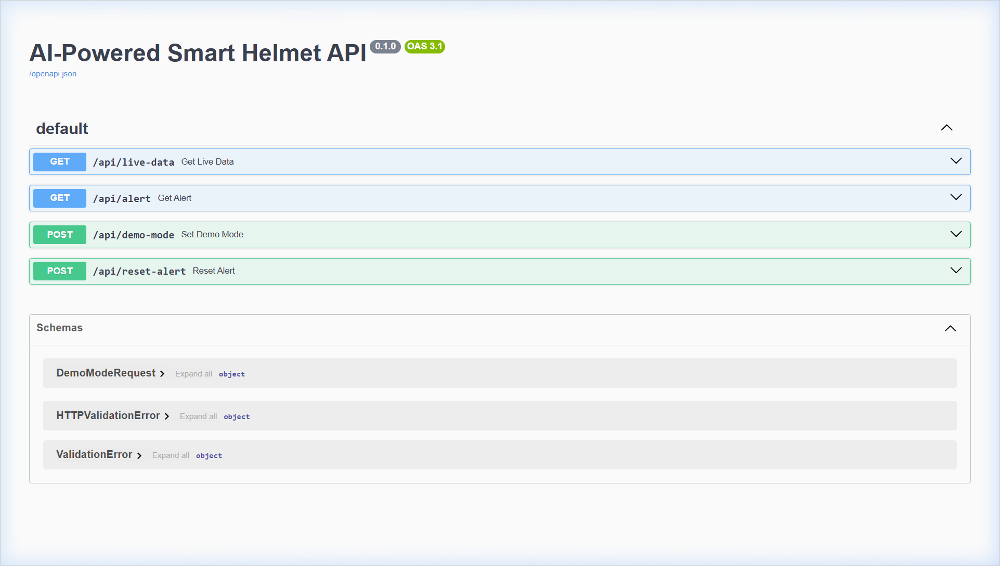 AI-Powered Smart Helmet API 0.1.0 OAS 3.1
/openapi.json
default
GET /api/live-data Get Live Data
GET /api/alert Get Alert
POST /api/demo-mode Set Demo Mode
POST /api/reset-alert Reset Alert
Schemas
DemoModeRequest Expand all object
HTTPValidationError Expand all object
ValidationError Expand all object